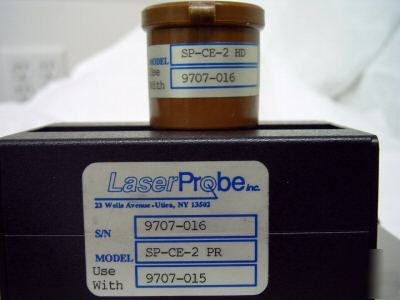 MODEL SP-CE-2 HD
Use With 9707-016
LaserProbe inc.
23 Wells Avenue - Utica, NY 13502
S/N 9707-016
MODEL SP-CE-2 PR
Use With 9707-015